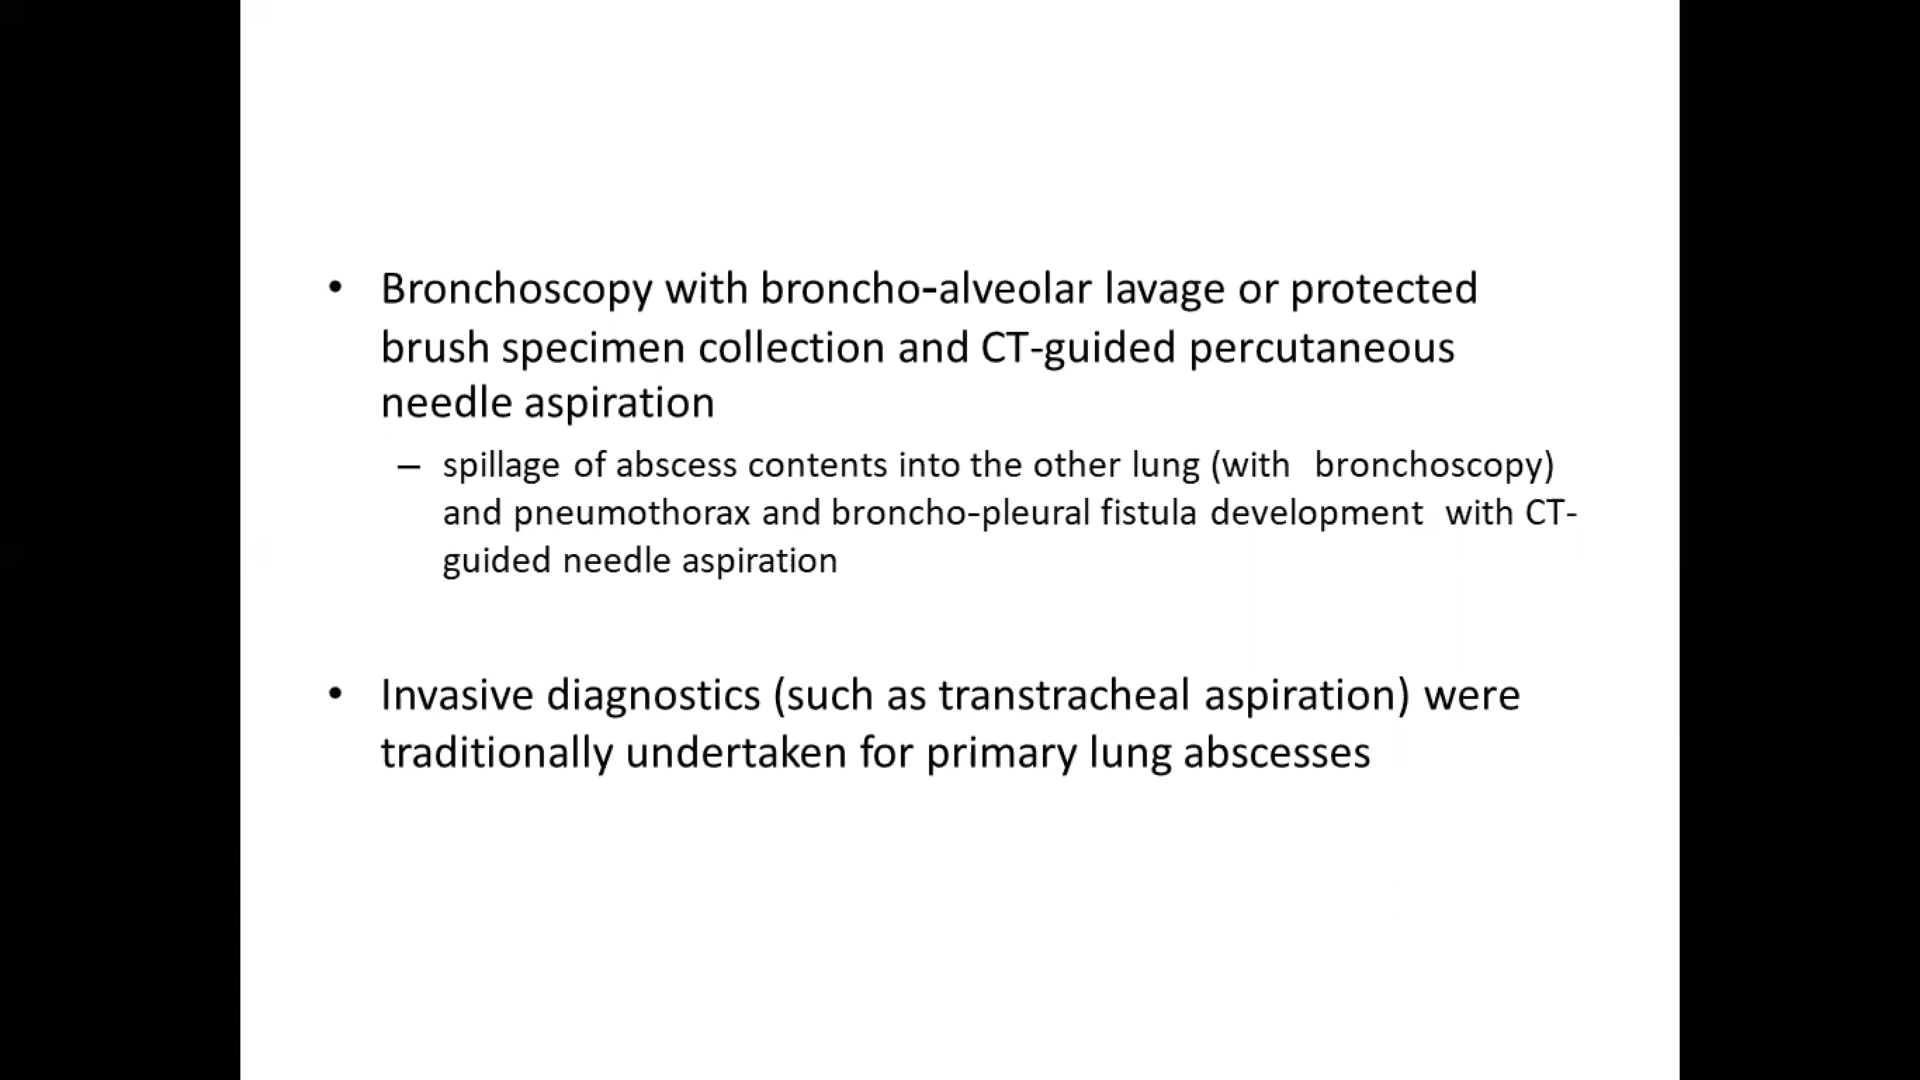 • Bronchoscopy with broncho-alveolar lavage or protected
brush specimen collection and CT-guided percutaneous
needle aspiration
– spillage of abscess contents into the other lung (with bronchoscopy)
and pneumothorax and broncho-pleural fistula development with CT-
guided needle aspiration
• Invasive diagnostics (such as transtracheal aspiration) were
traditionally undertaken for primary lung abscesses